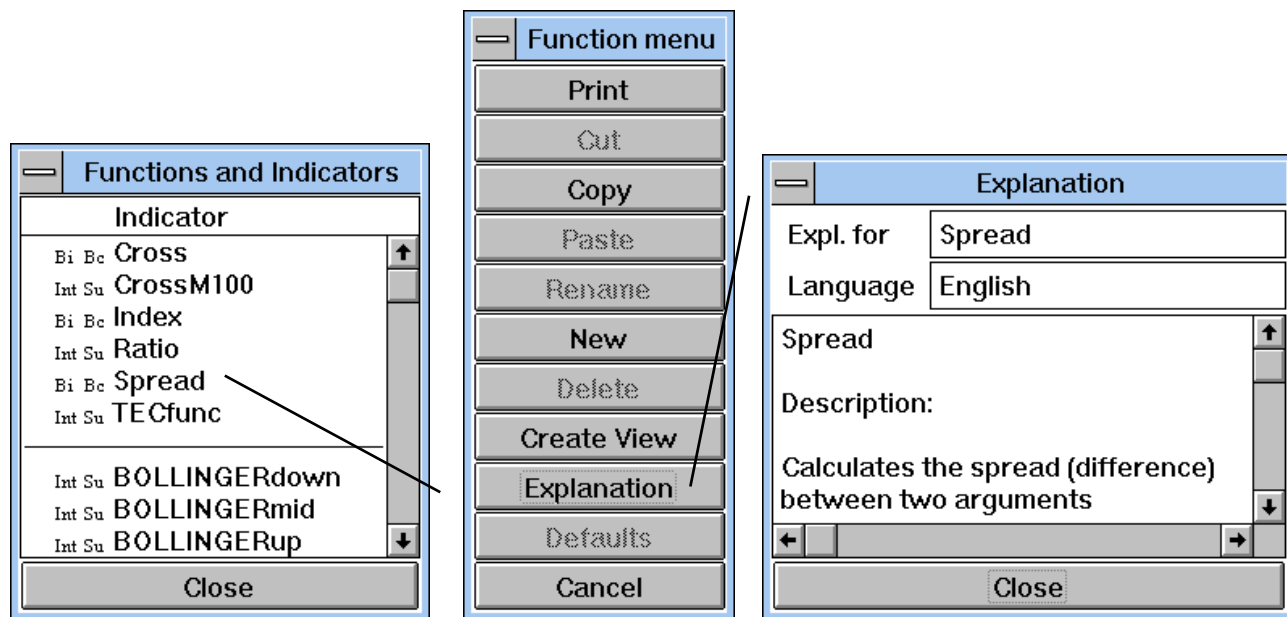 Functions and Indicators
Indicator
Bi Bc Cross
Int Su CrossM100
Bi Bc Index
Int Su Ratio
Bi Bc Spread
Int Su TECfunc
Int Su BOLLINGERdown
Int Su BOLLINGERmid
Int Su BOLLINGERup
Close
Function menu
Print
Cut
Copy
Paste
Rename
New
Delete
Create View
Explanation
Defaults
Cancel
Explanation
Expl. for Spread
Language English
Spread
Description:
Calculates the spread (difference)
between two arguments
Close